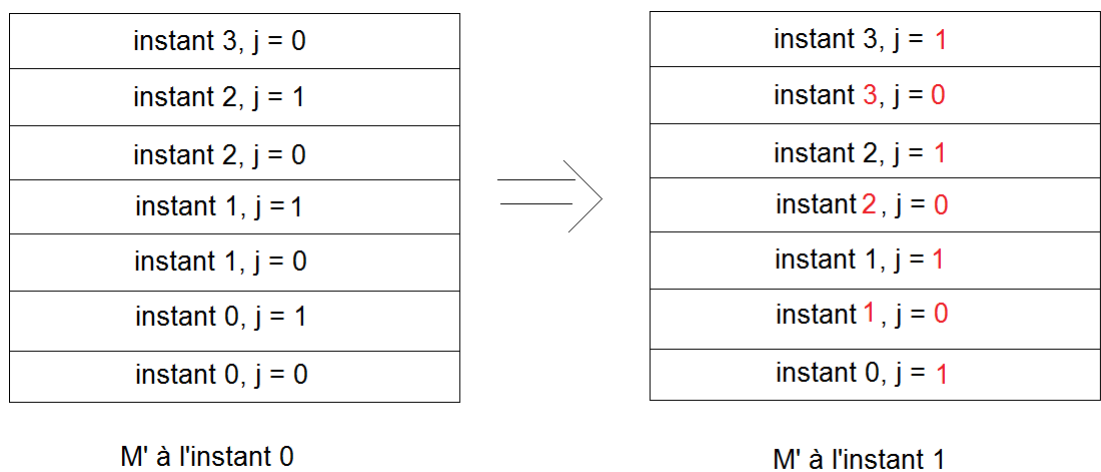 instant 3, j = 0
instant 2, j = 1
instant 2, j = 0
instant 1, j = 1
instant 1, j = 0
instant 0, j = 1
instant 0, j = 0
M' à l'instant 0
instant 3, j = 1
instant 3, j = 0
instant 2, j = 1
instant 2, j = 0
instant 1, j = 1
instant 1, j = 0
instant 0, j = 1
M' à l'instant 1